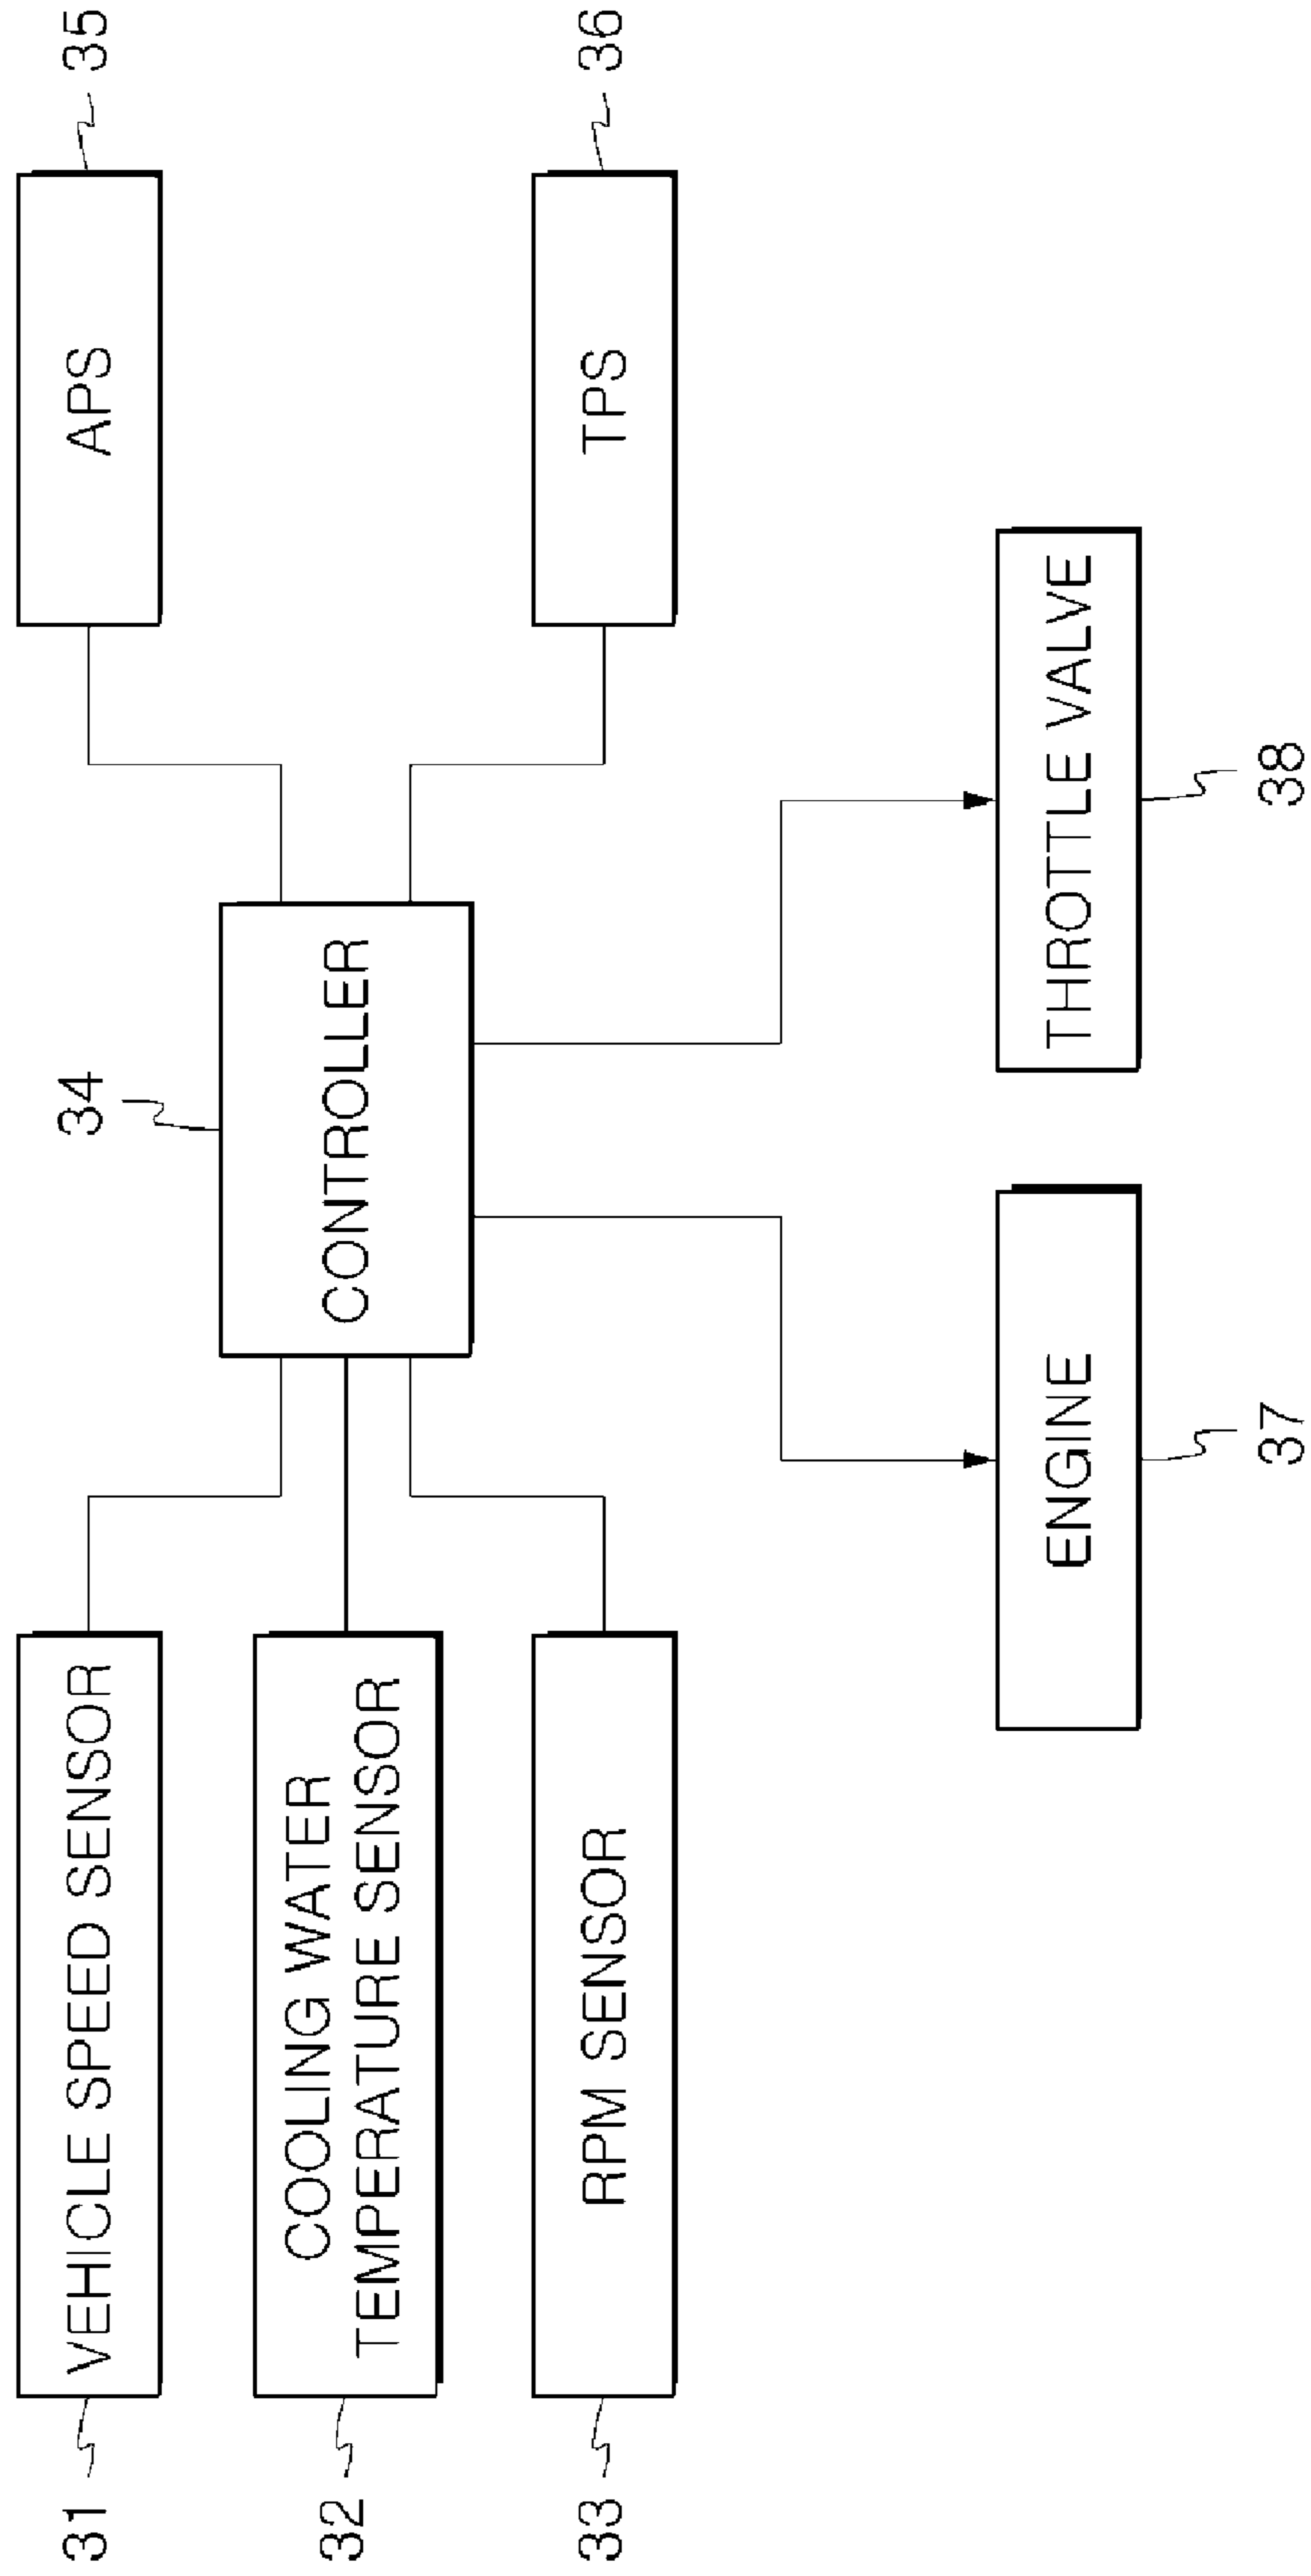 31
VEHICLE SPEED SENSOR
32
COOLING WATER
TEMPERATURE SENSOR
33
RPM SENSOR
34
CONTROLLER
APS
35
TPS
36
ENGINE
37
THROTTLE VALVE
38